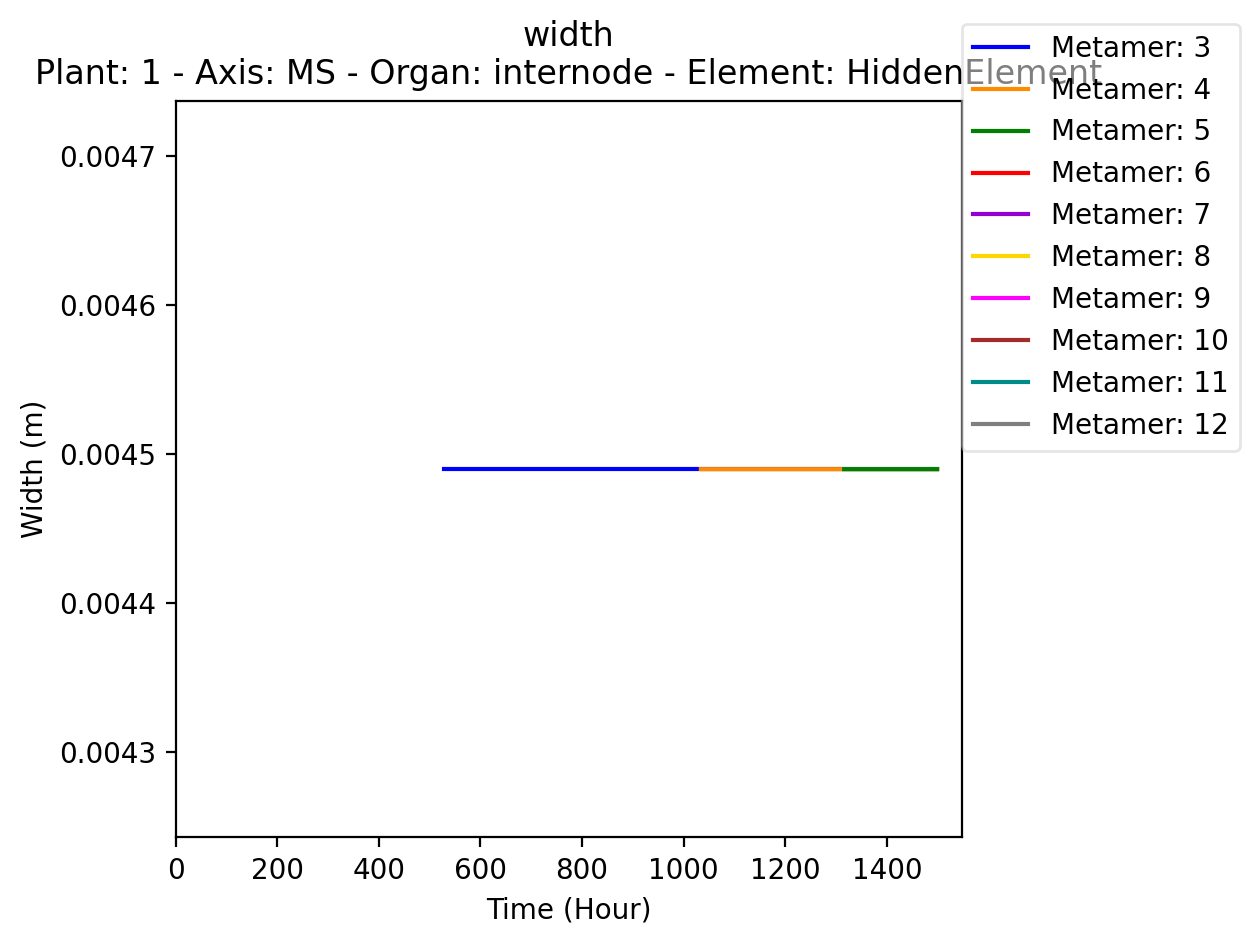 width
Plant: 1 - Axis: MS - Organ: internode - Element: HiddenElement
Metamer: 3
Metamer: 4
Metamer: 5
Metamer: 6
Metamer: 7
Metamer: 8
Metamer: 9
Metamer: 10
Metamer: 11
Metamer: 12
Width (m)
0.0047
0.0046
0.0045
0.0044
0.0043
0 200 400 600 800 1000 1200 1400
Time (Hour)